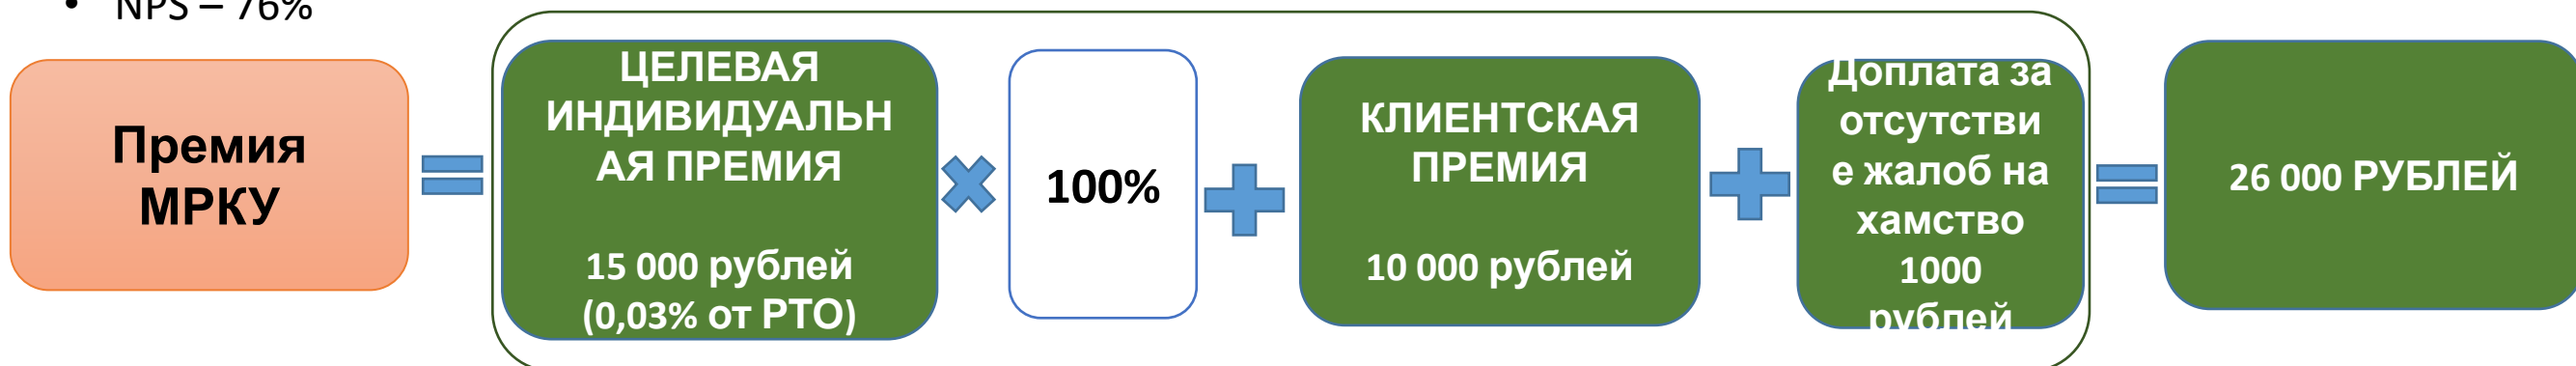 • NPS – 76%
Премия
МРКУ
ЦЕЛЕВАЯ
ИНДИВИДУАЛЬН
АЯ ПРЕМИЯ
15 000 рублей
(0,03% от РТО)
100%
КЛИЕНТСКАЯ
ПРЕМИЯ
10 000 рублей
Доплата за
отсутстви
е жалоб на
хамство
1000
рублей
26 000 РУБЛЕЙ